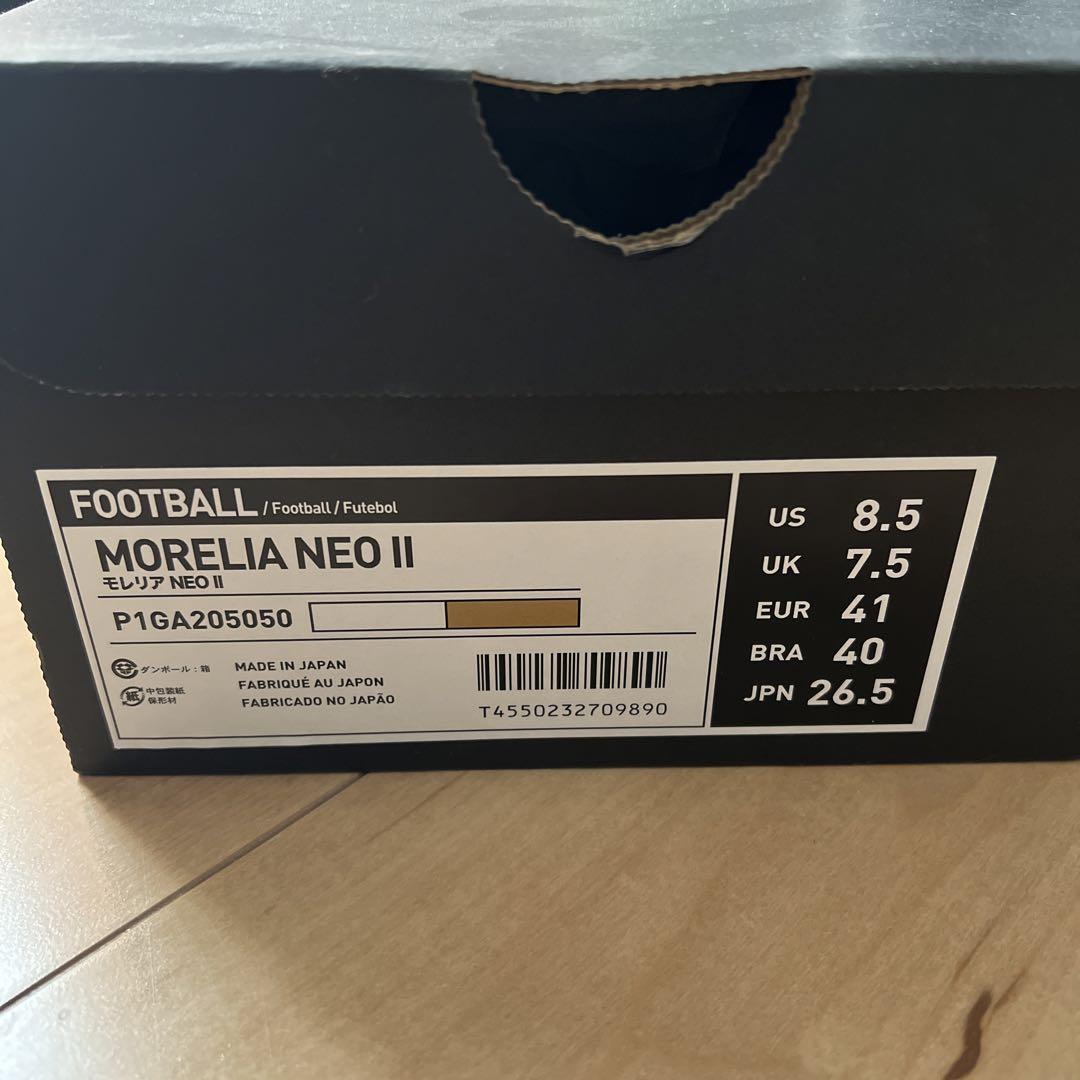 FOOTBALL / Football / Futebol
MORELIA NEO II
モレリア NEO II
P1GA205050
ダンボール：箱
紙 中包装紙
保形材
MADE IN JAPAN
FABRIQUÉ AU JAPON
FABRICADO NO JAPÃO
T4550232709890
US 8.5
UK 7.5
EUR 41
BRA 40
JPN 26.5